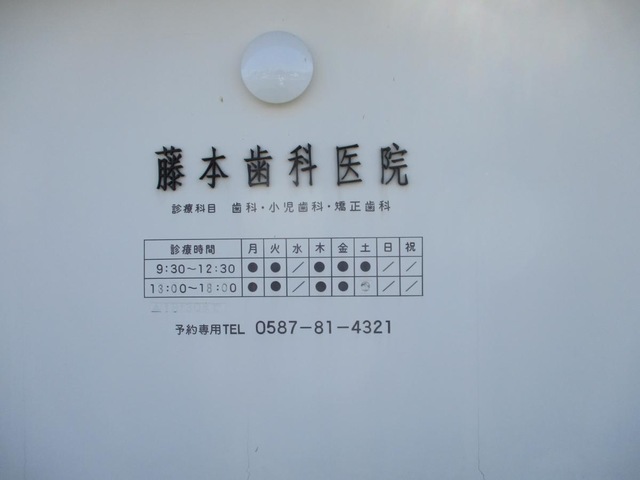 藤本歯科医院
診療科目 歯科・小児歯科・矯正歯科
診療時間 月 火 水 木 金 土 日 祝
9:30～12:30 ● ● ／ ● ● ● ／ ／
13:00～18:00 ● ● ／ ● ● ／ ／
予約専用TEL 0587-81-4321